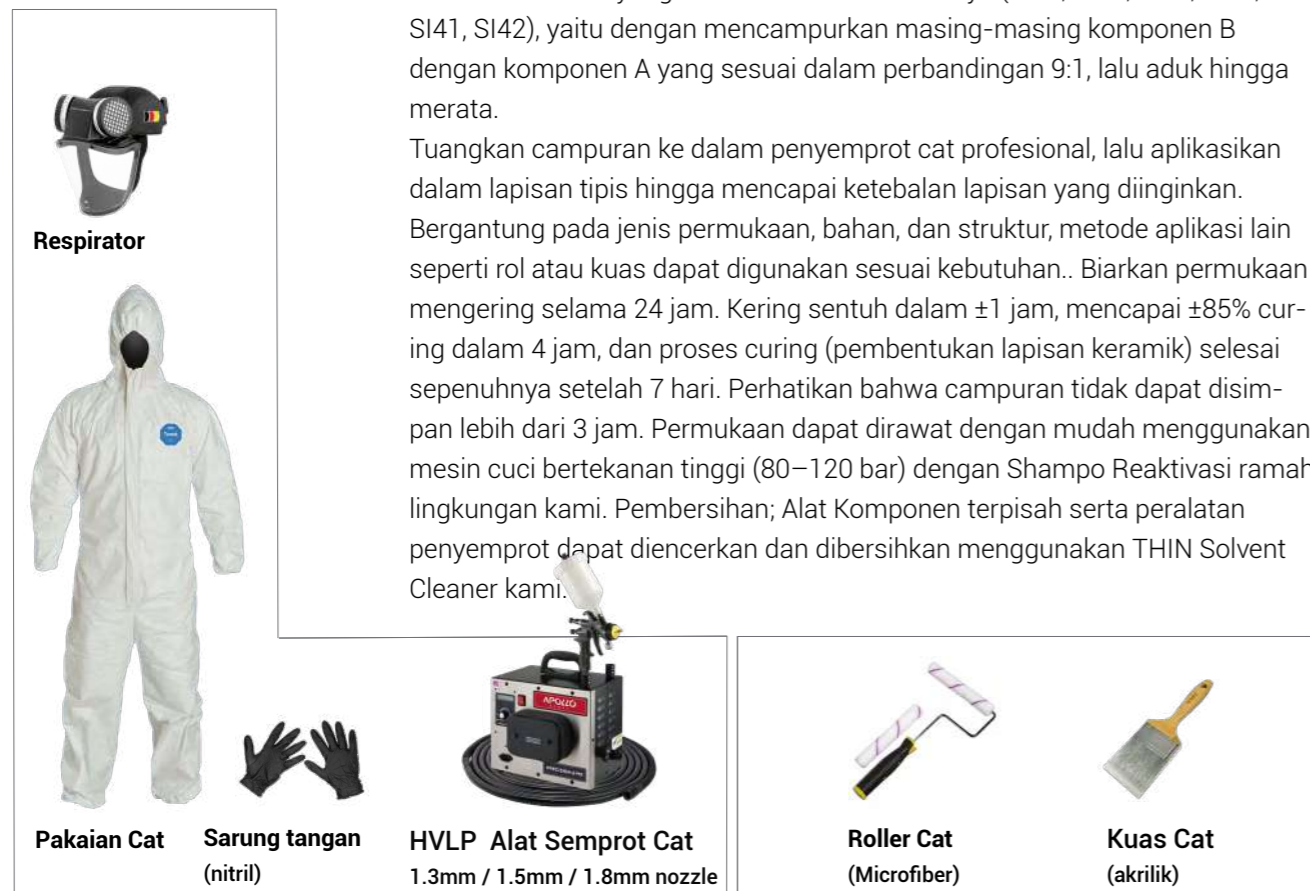 SI41, SI42), yaitu dengan mencampurkan masing-masing komponen B
dengan komponen A yang sesuai dalam perbandingan 9:1, lalu aduk hingga
merata.
Tuangkan campuran ke dalam penyemprot cat profesional, lalu aplikasikan
dalam lapisan tipis hingga mencapai ketebalan lapisan yang diinginkan.
Bergantung pada jenis permukaan, bahan, dan struktur, metode aplikasi lain
seperti rol atau kuas dapat digunakan sesuai kebutuhan.. Biarkan permukaan
mengering selama 24 jam. Kering sentuh dalam ±1 jam, mencapai ±85% cur-
ing dalam 4 jam, dan proses curing (pembentukan lapisan keramik) selesai
sepenuhnya setelah 7 hari. Perhatikan bahwa campuran tidak dapat disim-
pan lebih dari 3 jam. Permukaan dapat dirawat dengan mudah menggunakan
mesin cuci bertekanan tinggi (80–120 bar) dengan Shampo Reaktivasi ramah
lingkungan kami. Pembersihan; Alat Komponen terpisah serta peralatan
penyemprot dapat diencerkan dan dibersihkan menggunakan THIN Solvent
Cleaner kami.
Respirator
Pakaian Cat
Sarung tangan
(nitril)
APOLLO
HVLP Alat Semprot Cat
1.3mm / 1.5mm / 1.8mm nozzle
Roller Cat
(Microfiber)
Kuas Cat
(akrilik)